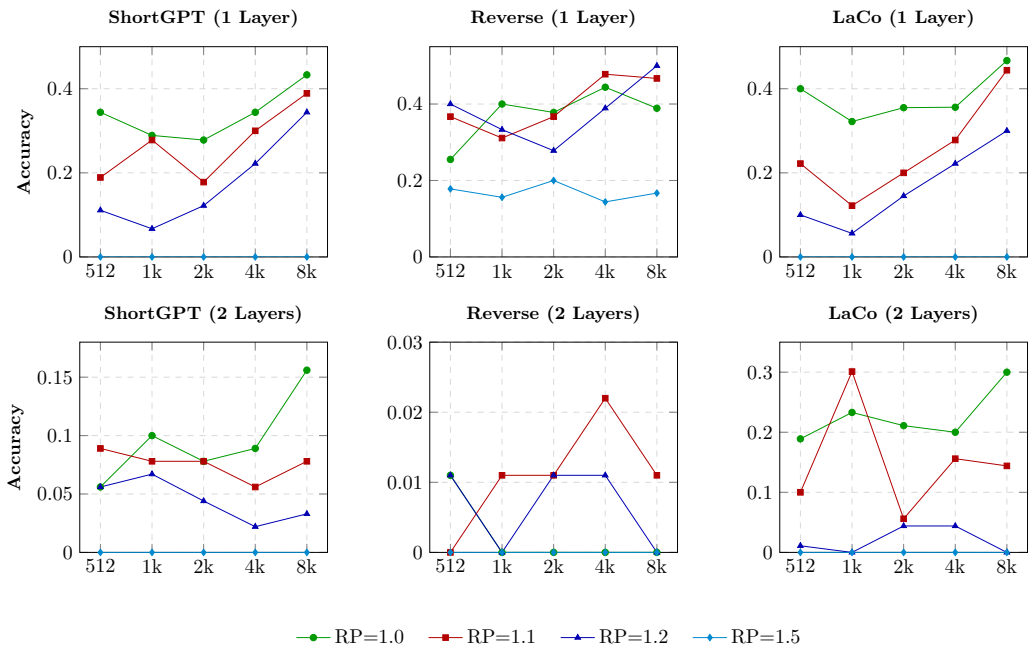 ShortGPT (1 Layer)
Reverse (1 Layer)
LaCo (1 Layer)
Accuracy
0.4
0.2
0
512 1k 2k 4k 8k
0.4
0.2
0
512 1k 2k 4k 8k
0.4
0.2
0
512 1k 2k 4k 8k
ShortGPT (2 Layers)
Reverse (2 Layers)
LaCo (2 Layers)
Accuracy
0.15
0.1
0.05
0
512 1k 2k 4k 8k
0.03
0.02
0.01
0
512 1k 2k 4k 8k
0.3
0.2
0.1
0
512 1k 2k 4k 8k
RP=1.0 RP=1.1 RP=1.2 RP=1.5